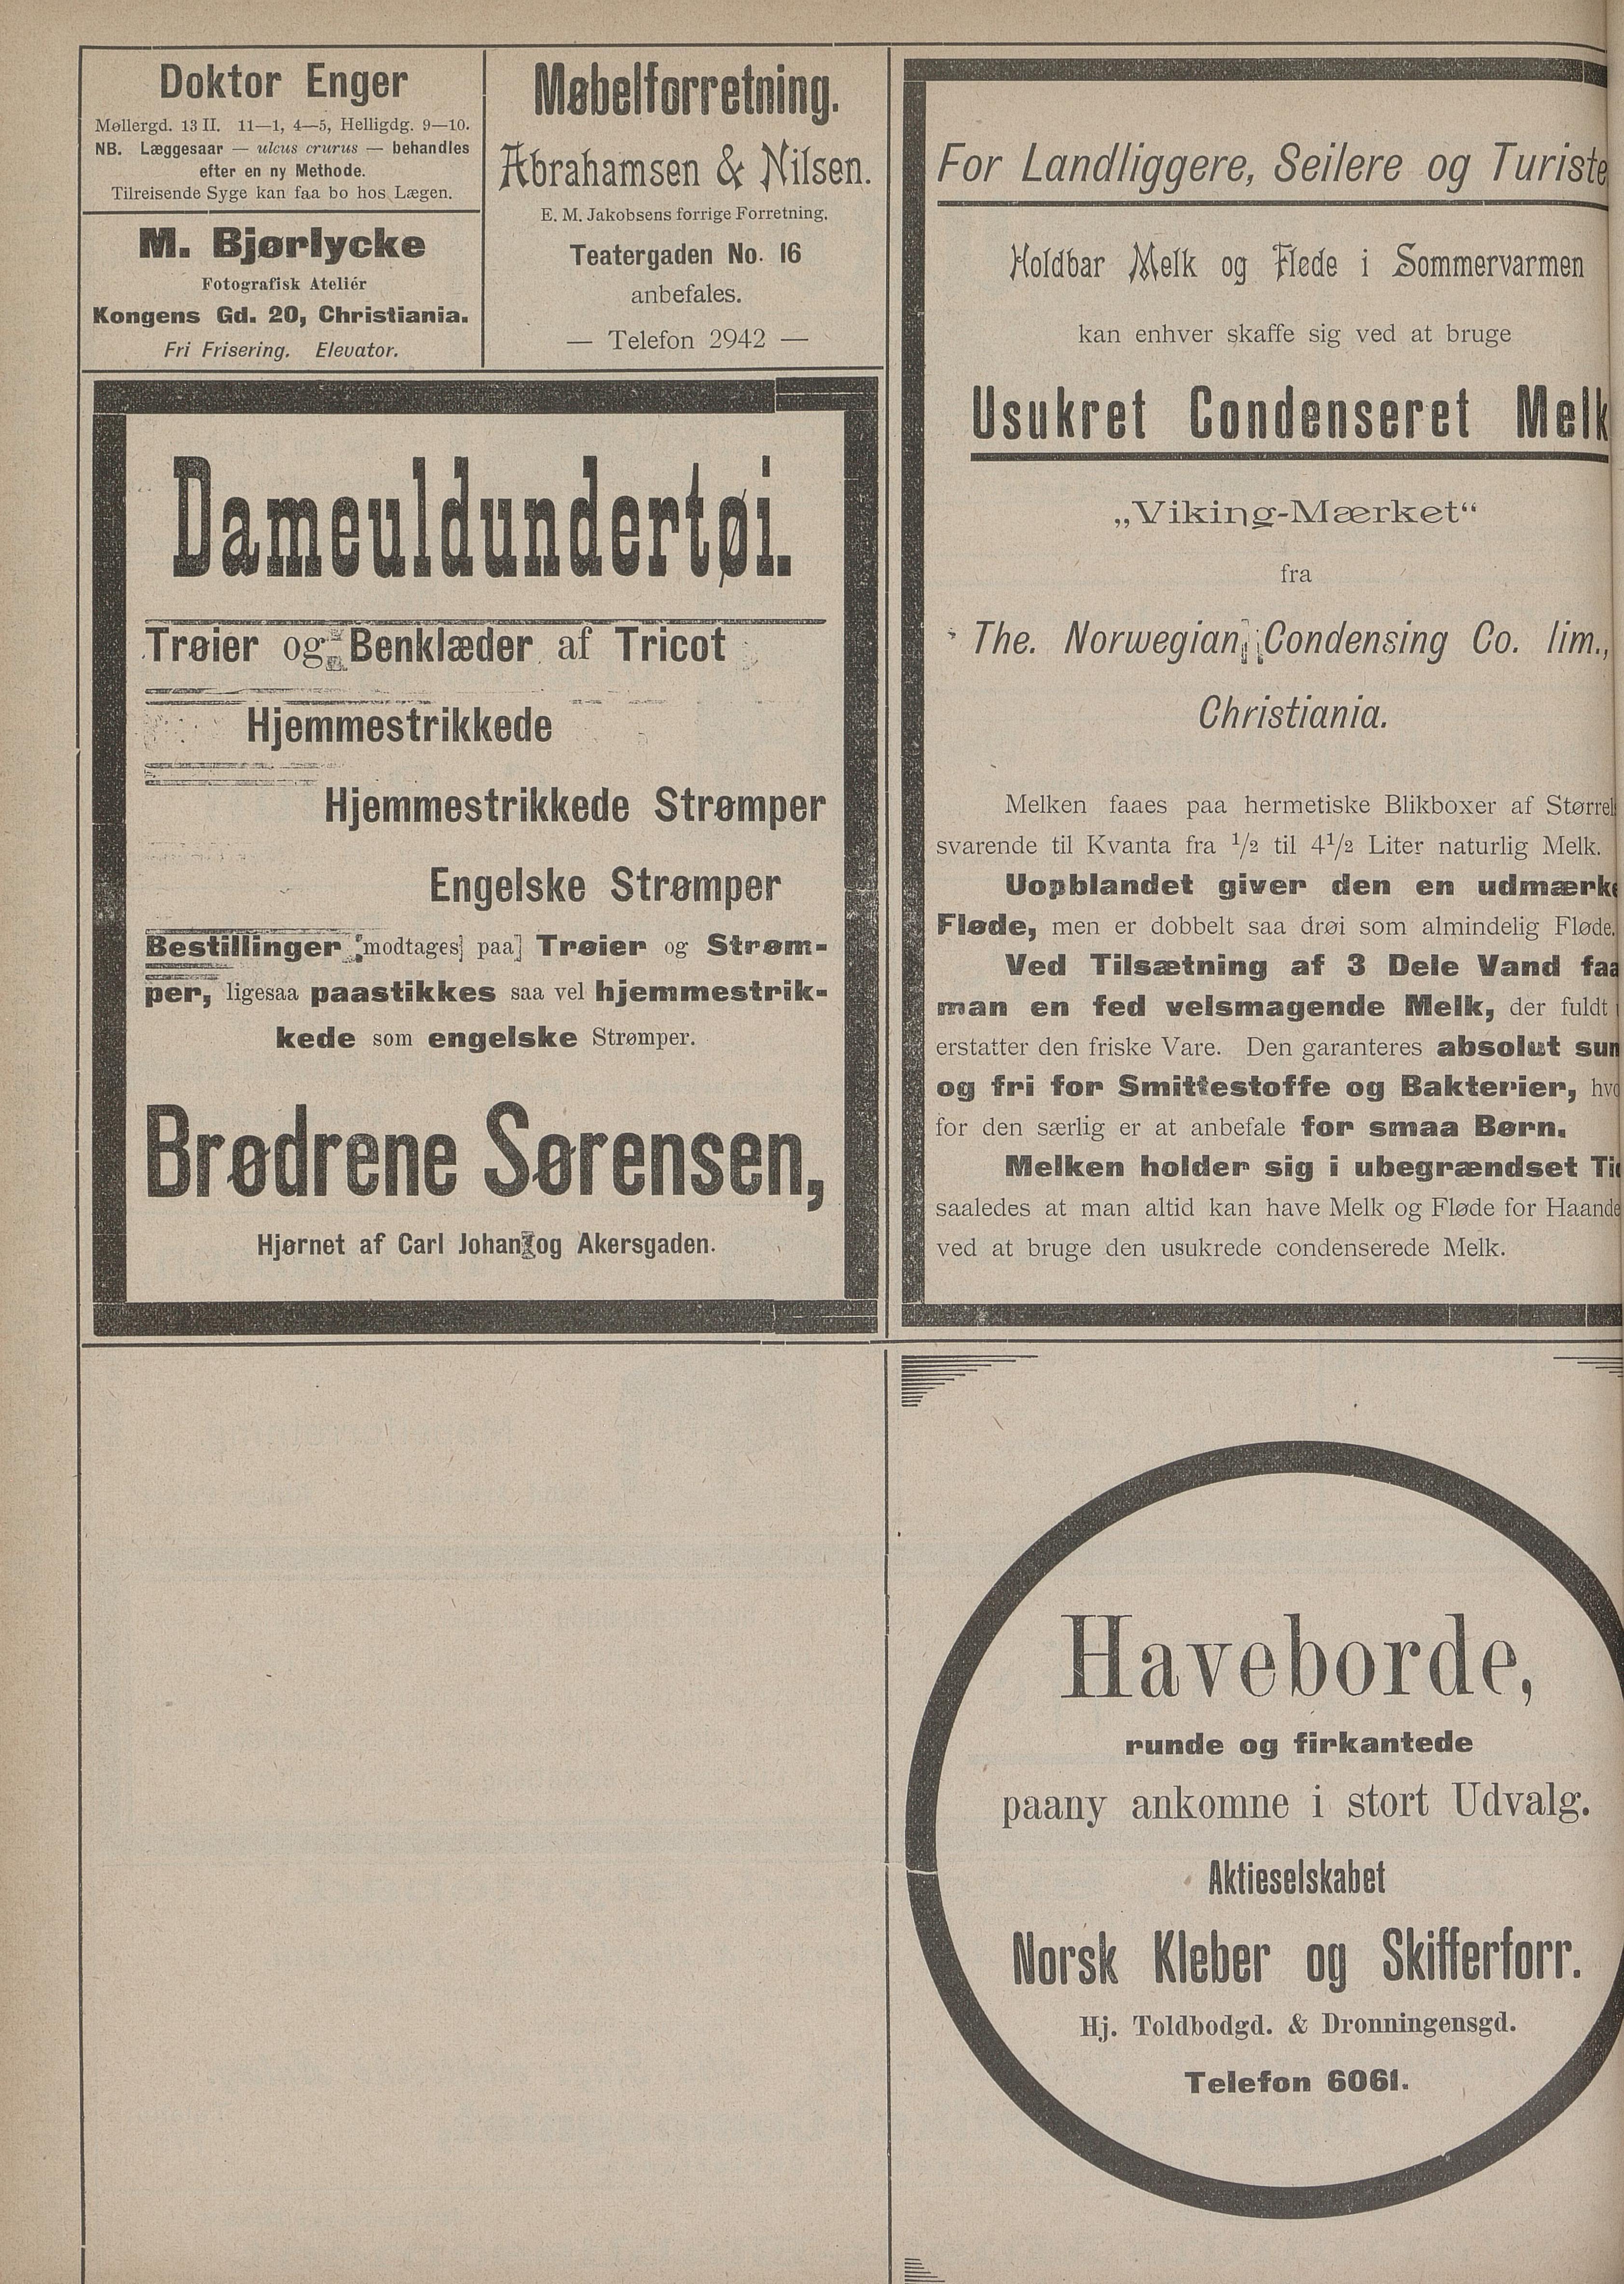 Doktor Enger
Møllergd. 13 II. 11—1, 4—5, Helligdg. 9—10.
NB. Læggesaar — ulcus crurus — behandles
efter en ny Methode.
Tilreisende Syge kan faa bo hos Lægen.
M. Bjørlycke
Fotografisk Ateliér
Kongens Gd. 20, Christiania.
Fri Frisering. Elevator.
Møbelforretning.
Abrahamsen & Nilsen.
E. M. Jakobsens forrige Forretning.
Teatergaden No. 16
anbefales.
— Telefon 2942 —
Dameuldundertøi.
Trøier og Benklæder af Tricot
Hjemmestrikkede
Hjemmestrikkede Strømper
Engelske Strømper
Bestillinger modtages paa Trøier og Strøm-
per, ligesaa paastikkes saa vel hjemmestrik-
kede som engelske Strømper.
Brødrene Sørensen,
Hjørnet af Carl Johan og Akersgaden.
For Landliggere, Seilere og Turiste
Holdbar Melk og Fløde i Sommervarmen
kan enhver skaffe sig ved at bruge
Usukret Condenseret Melk
„Viking-Mærket“
fra
The. Norwegian Condensing Co. lim.,
Christiania.
Melken faaes paa hermetiske Blikboxer af Størrel
svarende til Kvanta fra 1/2 til 4 1/2 Liter naturlig Melk.
Uopblandet giver den en udmærke
Fløde, men er dobbelt saa drøi som almindelig Fløde.
Ved Tilsætning af 3 Dele Vand faa
man en fed velsmagende Melk, der fuldt
erstatter den friske Vare. Den garanteres absolut sun
og fri for Smittestoffe og Bakterier, hvo
for den særlig er at anbefale for smaa Børn.
Melken holder sig i ubegrændset Ti
saaledes at man altid kan have Melk og Fløde for Haande
ved at bruge den usukrede condenserede Melk.
Haveborde,
runde og firkantede
paany ankomne i stort Udvalg.
Aktieselskabet
Norsk Kleber og Skifferforr.
Hj. Toldbodgd. & Dronningensgd.
Telefon 6061.